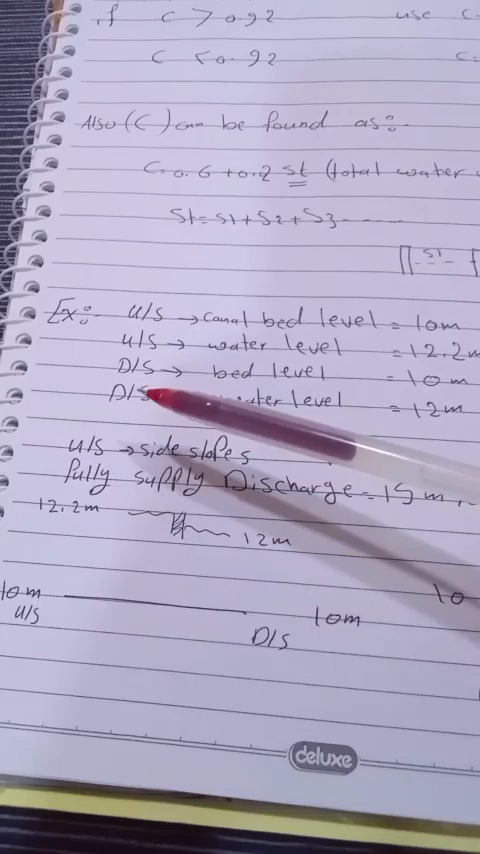 if C > 0.92 use C=
C < 0.92 C=
Also (C) can be found as:-
C=0.6 + 0.2 st (total water
St= S1 + S2 + S3 -----
Ex:- U/S → canal bed level = 10m
U/S → water level = 12.2m
D/S → bed level = 10m
D/S water level = 12m
U/S → side slopes
fully supply Discharge = 15m
12.2m 12m
10m 10m 10
U/S D/S
deluxe